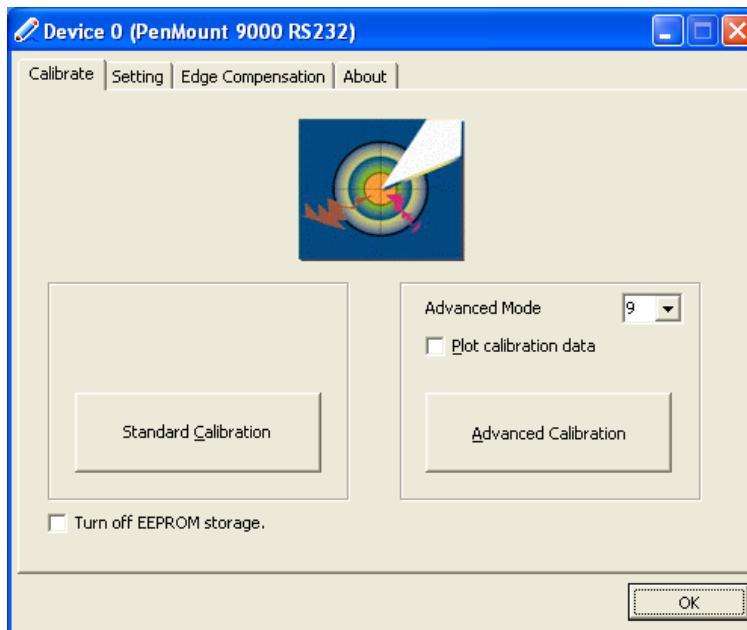 Device 0 (PenMount 9000 RS232)
Calibrate Setting Edge Compensation About
Advanced Mode 9
Plot calibration data
Standard Calibration
Advanced Calibration
Turn off EEPROM storage.
OK